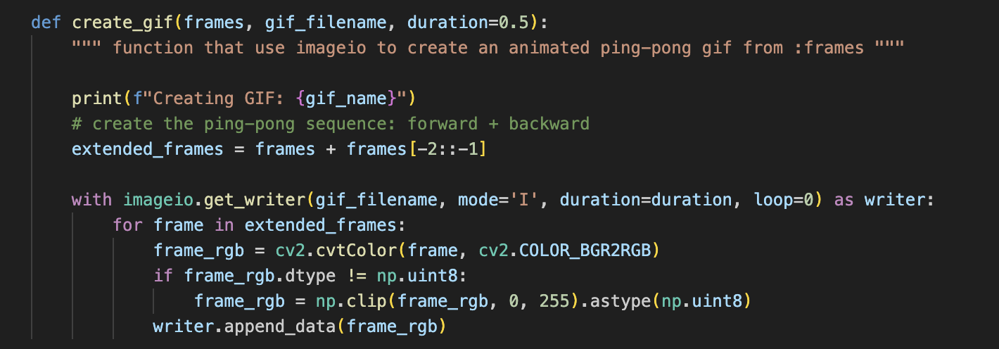 def create_gif(frames, gif_filename, duration=0.5):
""" function that use imageio to create an animated ping-pong gif from :frames """
print(f"Creating GIF: {gif_name}")
# create the ping-pong sequence: forward + backward
extended_frames = frames + frames[-2::-1]
with imageio.get_writer(gif_filename, mode='I', duration=duration, loop=0) as writer:
for frame in extended_frames:
frame_rgb = cv2.cvtColor(frame, cv2.COLOR_BGR2RGB)
if frame_rgb.dtype != np.uint8:
frame_rgb = np.clip(frame_rgb, 0, 255).astype(np.uint8)
writer.append_data(frame_rgb)